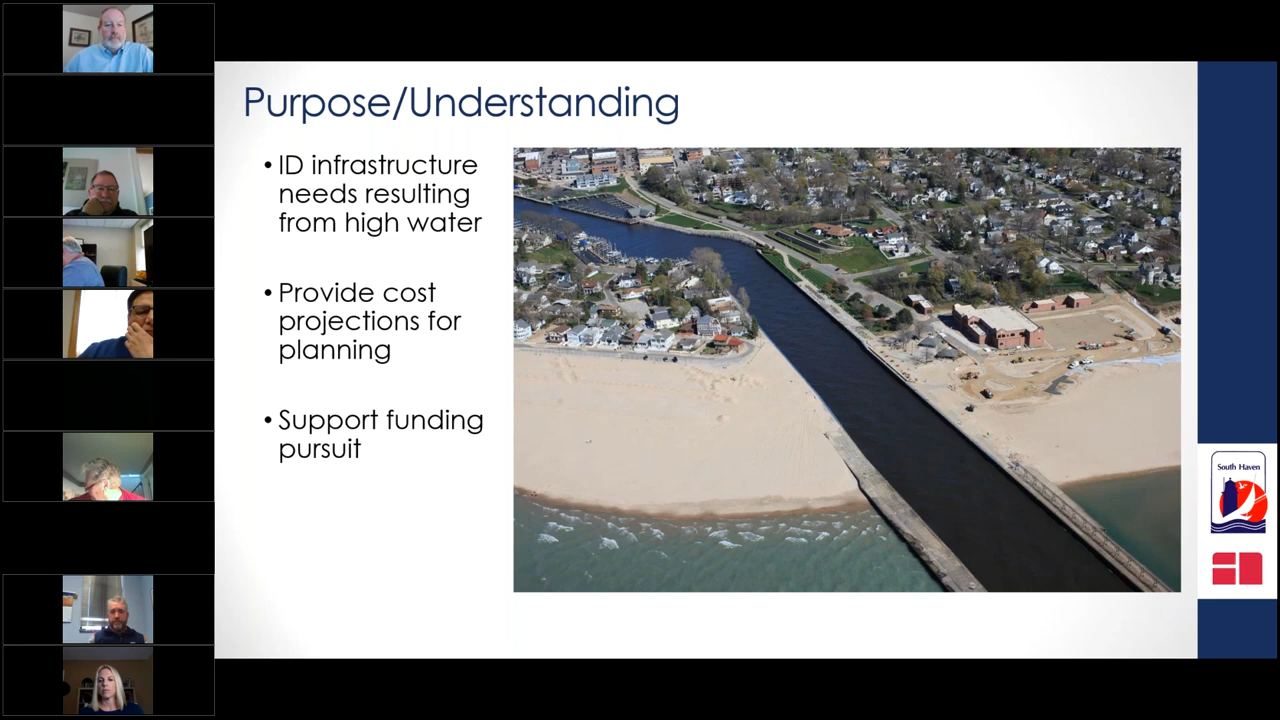 Purpose/Understanding
• ID infrastructure
needs resulting
from high water
• Provide cost
projections for
planning
• Support funding
pursuit
South Haven